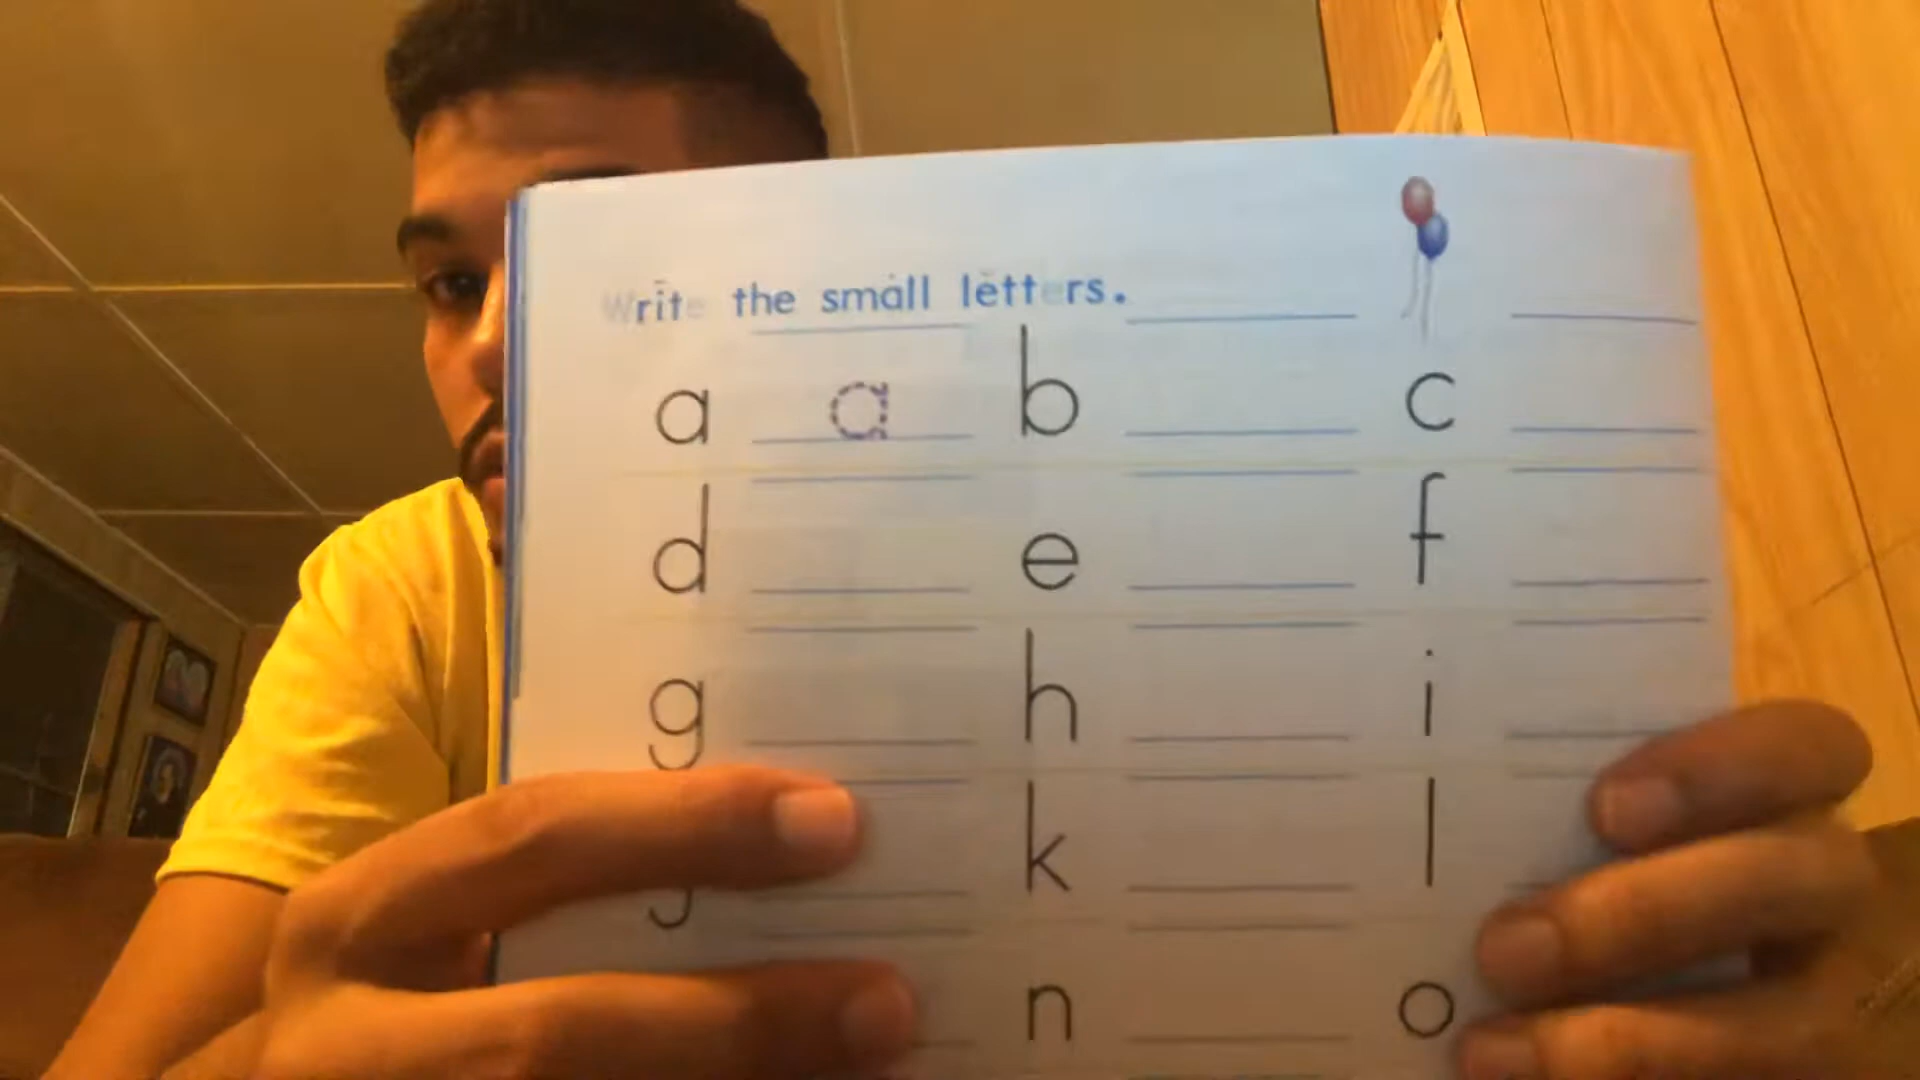 Write the small letters.
a a b c
d e f
g h i
k l
n o